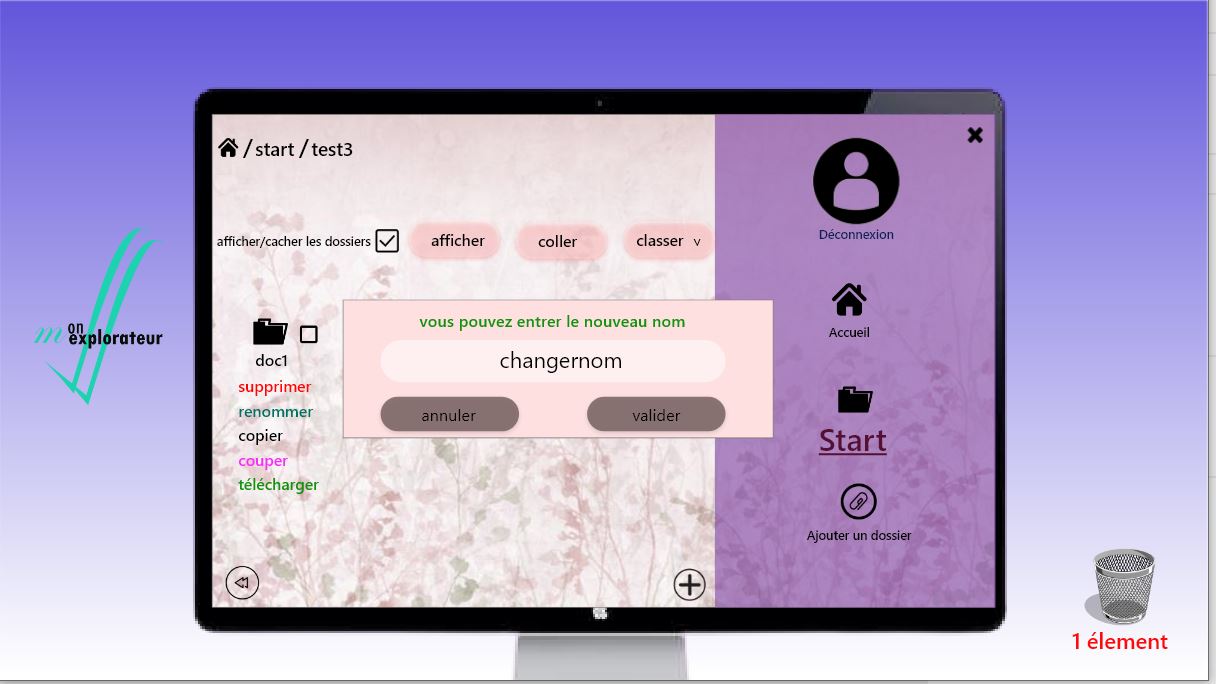 / start / test3
afficher/cacher les dossiers
afficher
coller
classer v
Déconnexion
Accueil
Start
Ajouter un dossier
mon explorateur
doc1
supprimer
renommer
copier
couper
télécharger
vous pouvez entrer le nouveau nom
changernom
annuler
valider
1 élement